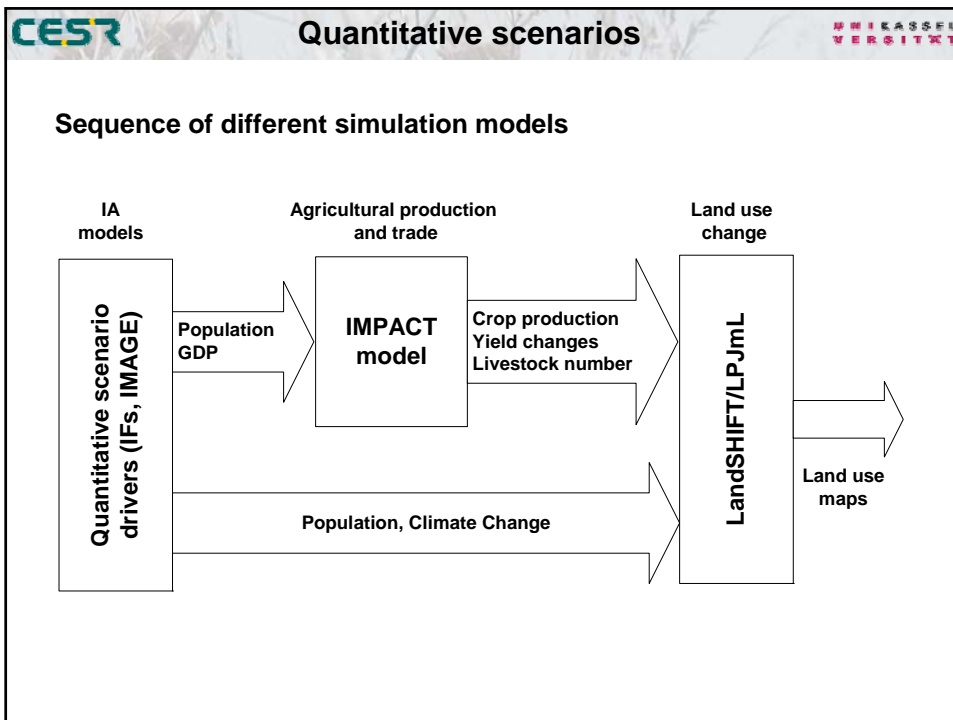 CESR
Quantitative scenarios
UNIKASSEL
VERSITÄT
Sequence of different simulation models
IA
models
Agricultural production
and trade
Land use
change
Quantitative scenario
drivers (IFs, IMAGE)
Population
GDP
IMPACT
model
Crop production
Yield changes
Livestock number
LandSHIFT/LPJmL
Land use
maps
Population, Climate Change